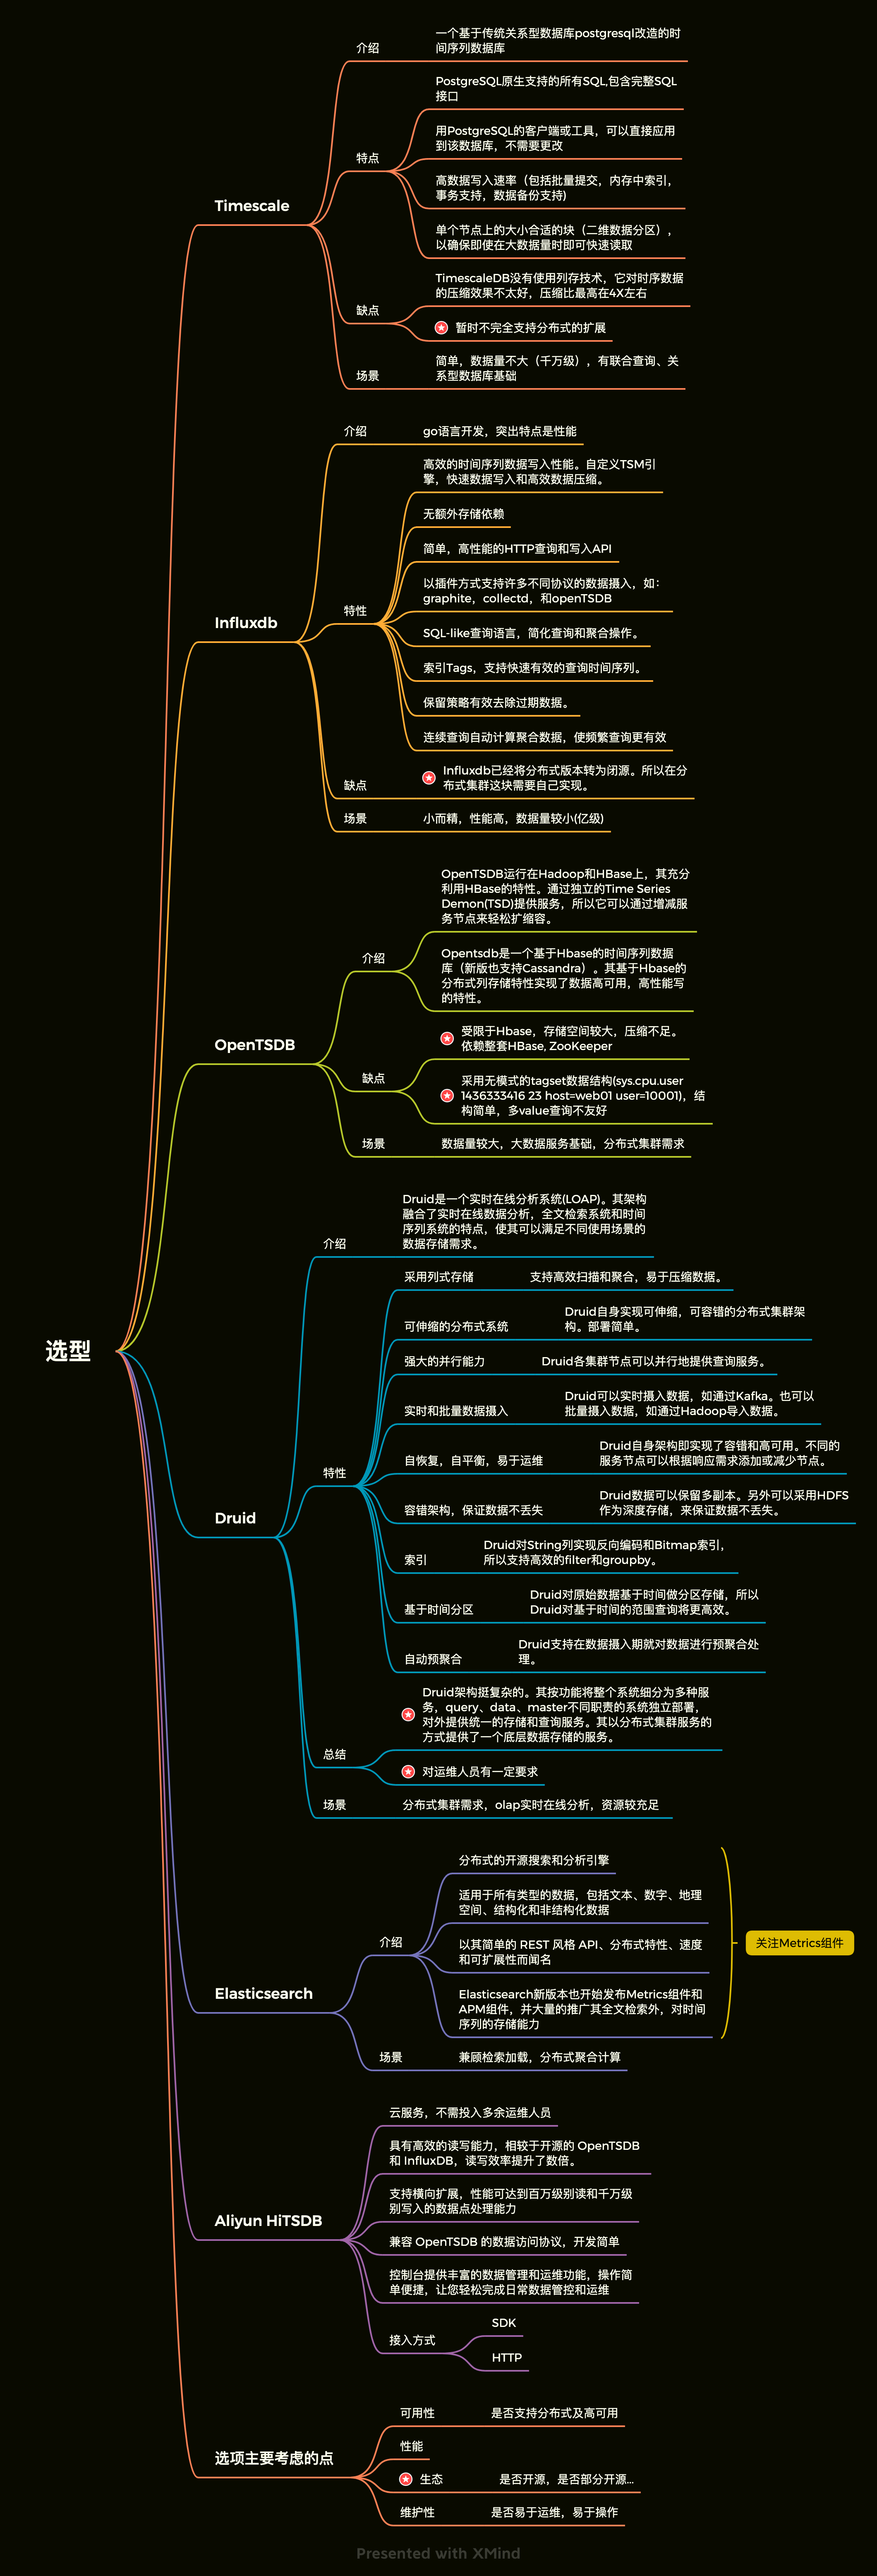 选型
Timescale
介绍
一个基于传统关系型数据库postgresql改造的时
间序列数据库
特点
PostgreSQL原生支持的所有SQL,包含完整SQL
接口
用PostgreSQL的客户端或工具，可以直接应用
到该数据库，不需要更改
高数据写入速率（包括批量提交，内存中索引，
事务支持，数据备份支持)
单个节点上的大小合适的块（二维数据分区），
以确保即使在大数据量时即可快速读取
缺点
TimescaleDB没有使用列存技术，它对时序数据
的压缩效果不太好，压缩比最高在4X左右
暂时不完全支持分布式的扩展
场景
简单，数据量不大（千万级），有联合查询、关
系型数据库基础
Influxdb
介绍
go语言开发，突出特点是性能
特性
高效的时间序列数据写入性能。自定义TSM引
擎，快速数据写入和高效数据压缩。
无额外存储依赖
简单，高性能的HTTP查询和写入API
以插件方式支持许多不同协议的数据摄入，如：
graphite，collectd，和openTSDB
SQL-like查询语言，简化查询和聚合操作。
索引Tags，支持快速有效的查询时间序列。
保留策略有效去除过期数据。
连续查询自动计算聚合数据，使频繁查询更有效
缺点
Influxdb已经将分布式版本转为闭源。所以在分
布式集群这块需要自己实现。
场景
小而精，性能高，数据量较小(亿级)
OpenTSDB
介绍
OpenTSDB运行在Hadoop和HBase上，其充分
利用HBase的特性。通过独立的Time Series
Demon(TSD)提供服务，所以它可以通过增减服
务节点来轻松扩缩容。
Opentsdb是一个基于Hbase的时间序列数据
库（新版也支持Cassandra）。其基于Hbase的
分布式列存储特性实现了数据高可用，高性能写
的特性。
缺点
受限于Hbase，存储空间较大，压缩不足。
依赖整套HBase, ZooKeeper
采用无模式的tagset数据结构(sys.cpu.user
1436333416 23 host=web01 user=10001)，结
构简单，多value查询不友好
场景
数据量较大，大数据服务基础，分布式集群需求
Druid
介绍
Druid是一个实时在线分析系统(LOAP)。其架构
融合了实时在线数据分析，全文检索系统和时间
序列系统的特点，使其可以满足不同使用场景的
数据存储需求。
特性
采用列式存储
支持高效扫描和聚合，易于压缩数据。
可伸缩的分布式系统
Druid自身实现可伸缩，可容错的分布式集群架
构。部署简单。
强大的并行能力
Druid各集群节点可以并行地提供查询服务。
实时和批量数据摄入
Druid可以实时摄入数据，如通过Kafka。也可以
批量摄入数据，如通过Hadoop导入数据。
自恢复，自平衡，易于运维
Druid自身架构即实现了容错和高可用。不同的
服务节点可以根据响应需求添加或减少节点。
容错架构，保证数据不丢失
Druid数据可以保留多副本。另外可以采用HDFS
作为深度存储，来保证数据不丢失。
索引
Druid对String列实现反向编码和Bitmap索引，
所以支持高效的filter和groupby。
基于时间分区
Druid对原始数据基于时间做分区存储，所以
Druid对基于时间的范围查询将更高效。
自动预聚合
Druid支持在数据摄入期就对数据进行预聚合处
理。
总结
Druid架构挺复杂的。其按功能将整个系统细分为多种服
务，query、data、master不同职责的系统独立部署，
对外提供统一的存储和查询服务。其以分布式集群服务的
方式提供了一个底层数据存储的服务。
对运维人员有一定要求
场景
分布式集群需求，olap实时在线分析，资源较充足
Elasticsearch
介绍
分布式的开源搜索和分析引擎
适用于所有类型的数据，包括文本、数字、地理
空间、结构化和非结构化数据
以其简单的 REST 风格 API、分布式特性、速度
和可扩展性而闻名
Elasticsearch新版本也开始发布Metrics组件和
APM组件，并大量的推广其全文检索外，对时间
序列的存储能力
关注Metrics组件
场景
兼顾检索加载，分布式聚合计算
Aliyun HiTSDB
云服务，不需投入多余运维人员
具有高效的读写能力，相较于开源的 OpenTSDB
和 InfluxDB，读写效率提升了数倍。
支持横向扩展，性能可达到百万级别读和千万级
别写入的数据点处理能力
兼容 OpenTSDB 的数据访问协议，开发简单
控制台提供丰富的数据管理和运维功能，操作简
单便捷，让您轻松完成日常数据管控和运维
接入方式
SDK
HTTP
选项主要考虑的点
可用性
是否支持分布式及高可用
性能
生态
是否开源，是否部分开源...
维护性
是否易于运维，易于操作
Presented with XMind